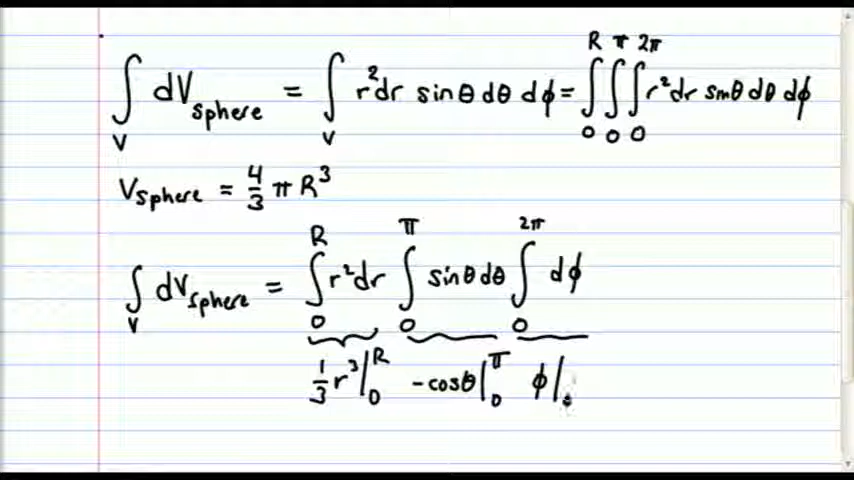 ∫_V dV_sphere = ∫_V r²dr sinθ dθ dϕ = ∫_0^R ∫_0^π ∫_0^2π r²dr sinθ dθ dϕ
V_sphere = 4/3 π R³
∫_V dV_sphere = ∫_0^R r²dr ∫_0^π sinθ dθ ∫_0^2π dϕ
1/3 r³|_0^R -cosθ|_0^π ϕ|